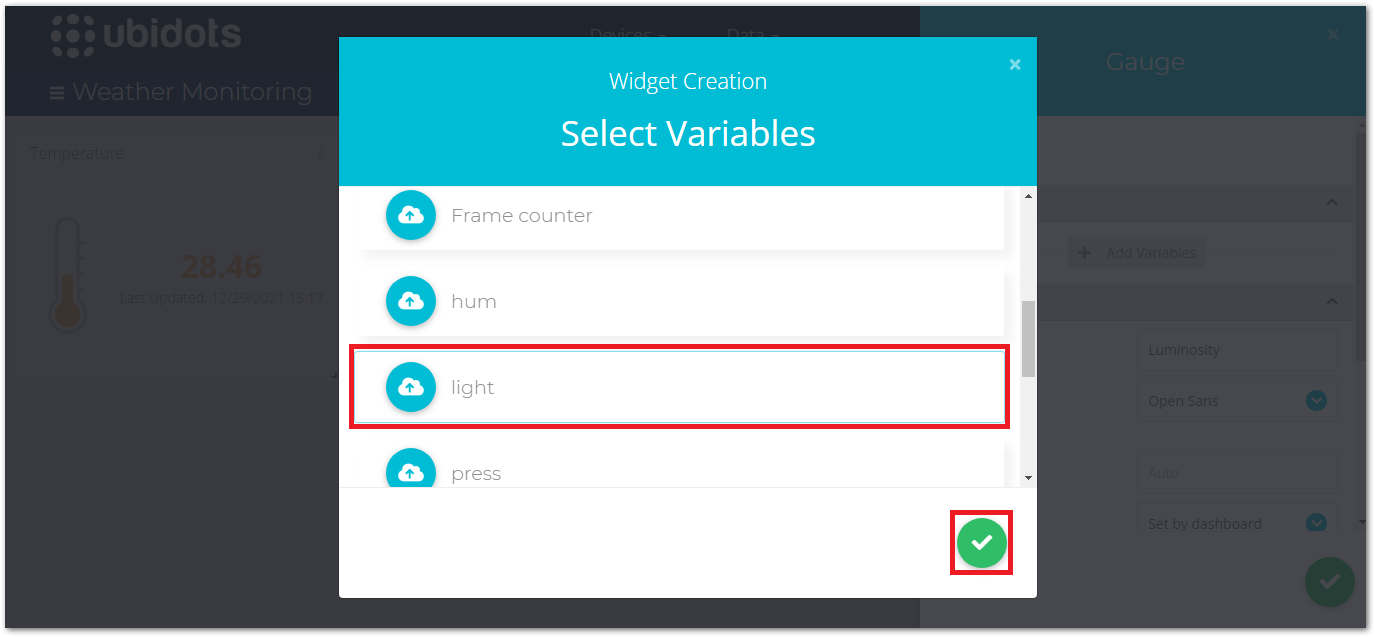 ubidots
Devices
Data
Weather Monitoring
Gauge
Widget Creation
Select Variables
Temperature
28.46
Last Updated: 12/29/2021 15:17
Frame counter
hum
light
press
+ Add Variables
Luminosity
Open Sans
Auto
Set by dashboard